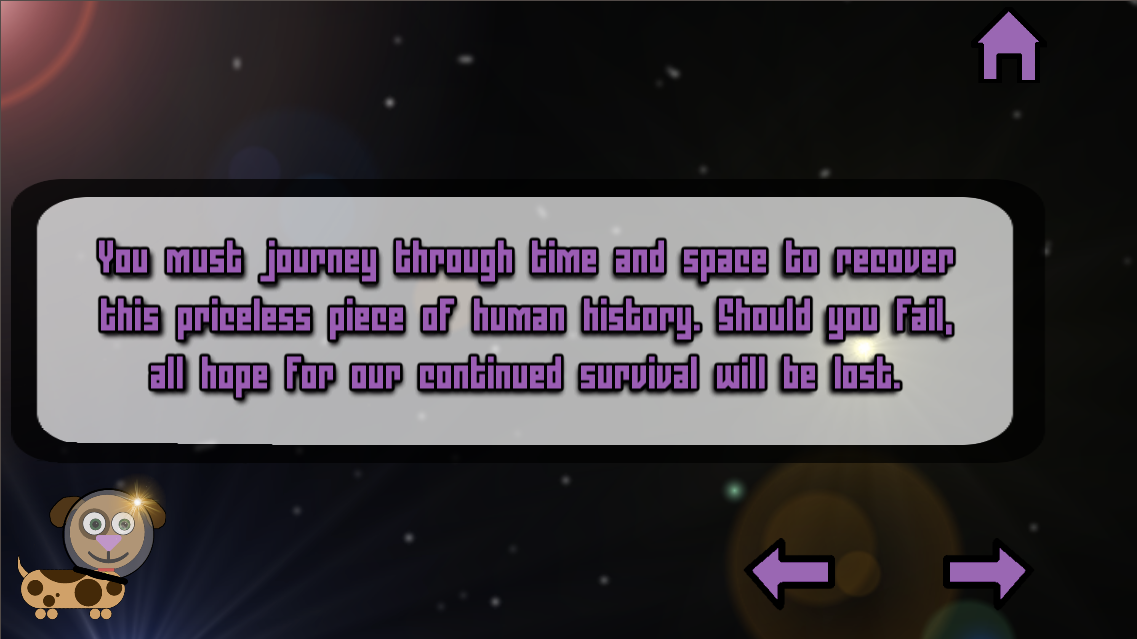 You must journey through time and space to recover
this priceless piece of human history. Should you fail,
all hope for our continued survival will be lost.